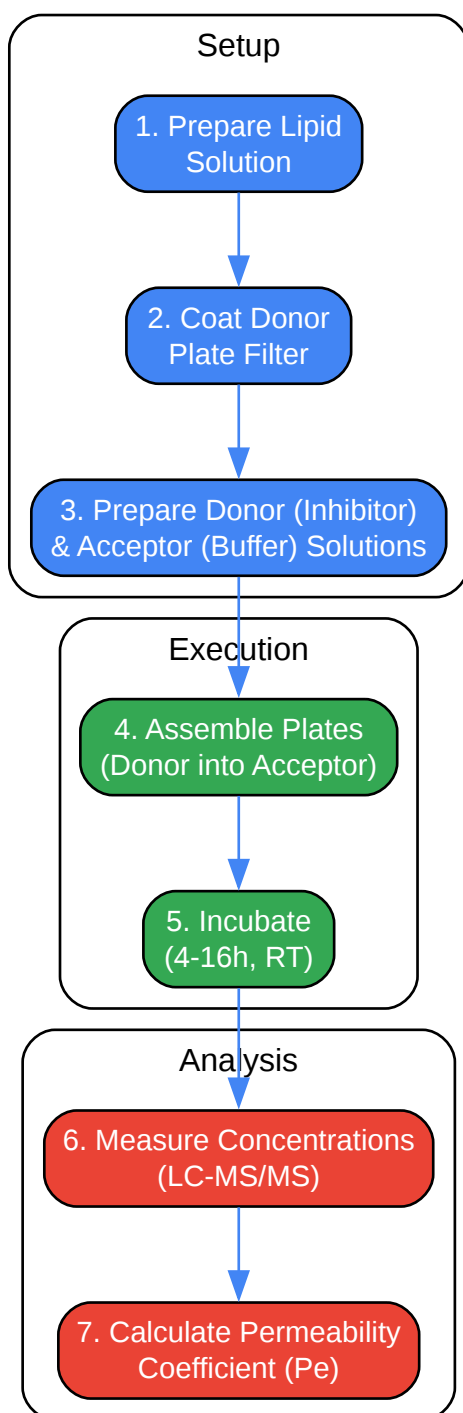 Setup
1. Prepare Lipid
Solution
2. Coat Donor
Plate Filter
3. Prepare Donor (Inhibitor)
& Acceptor (Buffer) Solutions
Execution
4. Assemble Plates
(Donor into Acceptor)
5. Incubate
(4-16h, RT)
Analysis
6. Measure Concentrations
(LC-MS/MS)
7. Calculate Permeability
Coefficient (Pe)